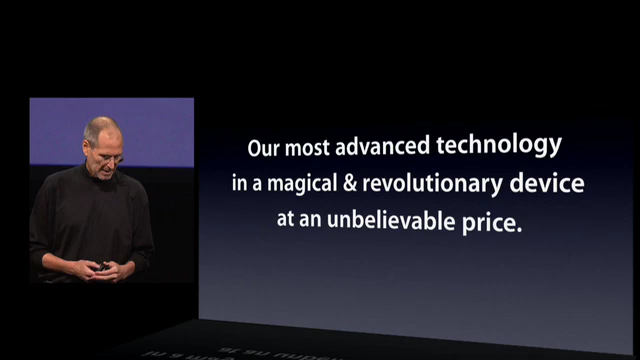 Our most advanced technology
in a magical & revolutionary device
at an unbelievable price.